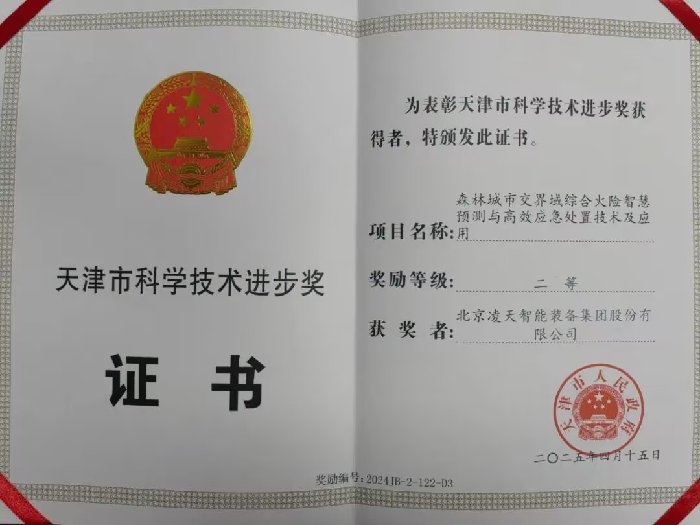 天津市科学技术进步奖
证 书
为表彰天津市科学技术进步奖获
得者，特颁发此证书。
森林城市交界域综合火险智慧
预测与高效应急处置技术及应
项目名称:用
奖励等级: 二 等
北京凌天智能装备集团股份有
获 奖 者: 限公司
天津市人民政府
二〇二五年四月十五日
奖励编号:2024JB-2-122-D3